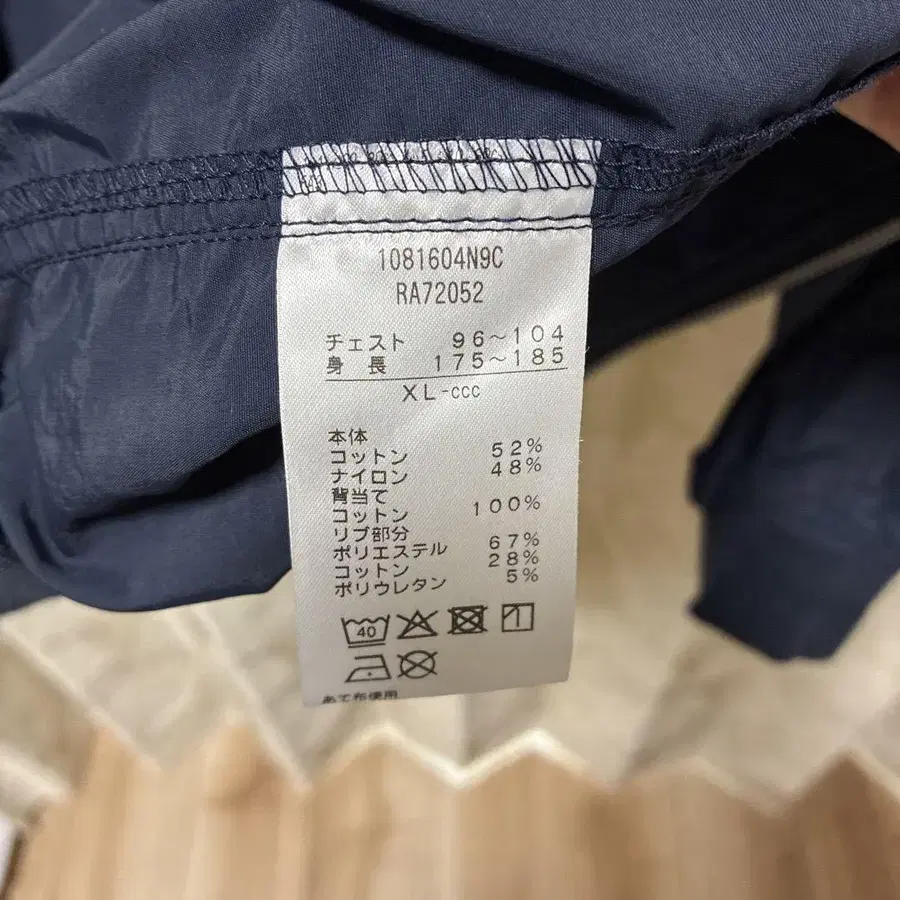 1081604N9C
RA72052
チェスト 96～104
身長 175～185
XL-ccc
本体
コットン 52%
ナイロン 48%
背当て
コットン 100%
リブ部分
ポリエステル 67%
コットン 28%
ポリウレタン 5%
40
あて布使用